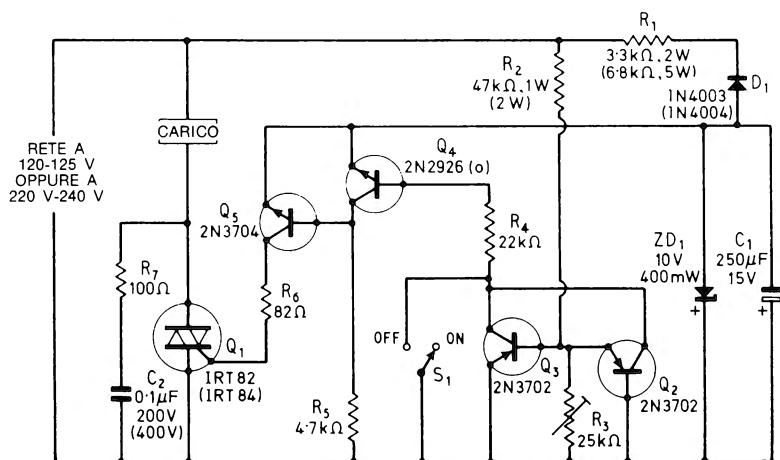 R1
3.3kΩ,2W
(6.8kΩ,5W)
R2
47kΩ,1W
(2W)
D1
1N4003
(1N4004)
CARICO
RETE A
120-125 V
OPPURE A
220 V-240 V
Q4
2N2926(o)
Q5
2N3704
R4
22kΩ
ZD1
10V
400mW
+
C1
250µF
15V
+
R7
100Ω
R6
82Ω
OFF
ON
S1
Q1
IRT82
(IRT84)
C2
0.1µF
200V
(400V)
R5
4.7kΩ
Q3
2N3702
Q2
2N3702
R3
25kΩ